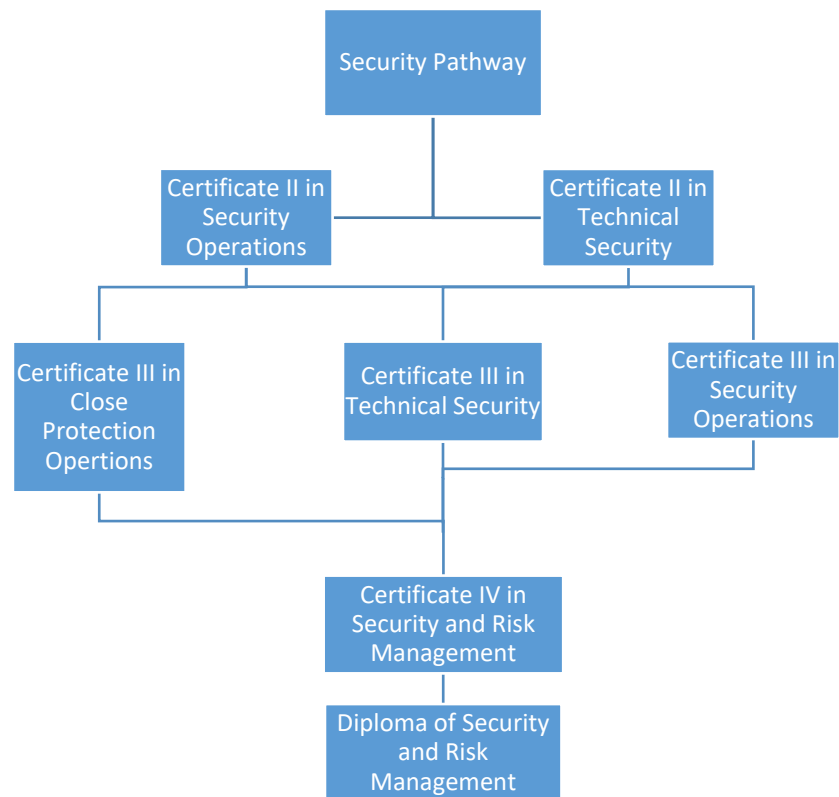 Security Pathway
Certificate II in
Security
Operations
Certificate II in
Technical
Security
Certificate III in
Close
Protection
Opertions
Certificate III in
Technical Security
Certificate III in
Security
Operations
Certificate IV in
Security and Risk
Management
Diploma of Security
and Risk
Management